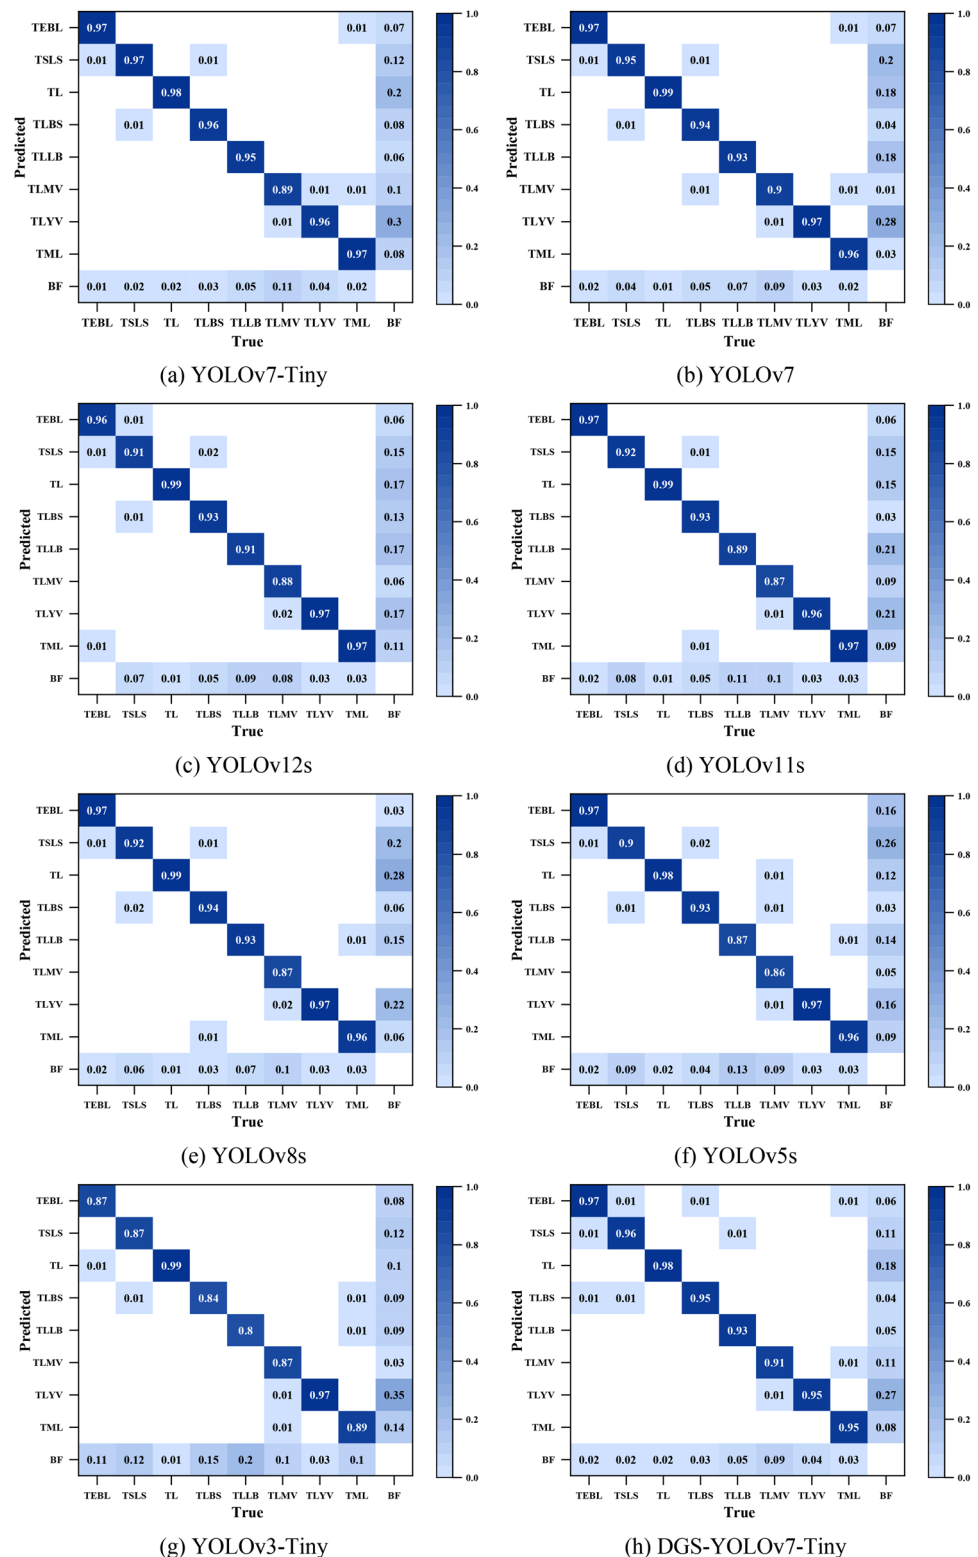 TEBL 0.97 0.01 0.07 1.0
TSLS 0.01 0.97 0.01 0.12
0.8
TL 0.98 0.2
TLBS 0.01 0.96 0.08 0.6
TLLB 0.95 0.06
Predicted
0.4
TLMV 0.89 0.01 0.01 0.1
TLYV 0.01 0.96 0.3
0.2
TML 0.97 0.08
BF 0.01 0.02 0.02 0.03 0.05 0.11 0.04 0.02
0.0
TEBL TSLS TL TLBS TLLB TLMV TLYV TML BF
True
(a) YOLOv7-Tiny
TEBL 0.97 0.01 0.07 1.0
TSLS 0.01 0.95 0.01 0.2
0.8
TL 0.99 0.18
TLBS 0.01 0.94 0.04 0.6
TLLB 0.93 0.18
Predicted
0.4
TLMV 0.01 0.9 0.01 0.01
TLYV 0.01 0.97 0.28
0.2
TML 0.96 0.03
BF 0.02 0.04 0.01 0.05 0.07 0.09 0.03 0.02
0.0
TEBL TSLS TL TLBS TLLB TLMV TLYV TML BF
True
(b) YOLOv7
TEBL 0.96 0.01 0.06 1.0
TSLS 0.01 0.91 0.02 0.15
0.8
TL 0.99 0.17
TLBS 0.01 0.93 0.13 0.6
TLLB 0.91 0.17
Predicted
0.4
TLMV 0.88 0.06
TLYV 0.02 0.97 0.17
0.2
TML 0.01 0.97 0.11
BF 0.07 0.01 0.05 0.09 0.08 0.03 0.03
0.0
TEBL TSLS TL TLBS TLLB TLMV TLYV TML BF
True
(c) YOLOv12s
TEBL 0.97 0.06 1.0
TSLS 0.92 0.01 0.15
0.8
TL 0.99 0.15
TLBS 0.93 0.03 0.6
TLLB 0.89 0.21
Predicted
0.4
TLMV 0.87 0.09
TLYV 0.01 0.96 0.21
0.2
TML 0.01 0.97 0.09
BF 0.02 0.08 0.01 0.05 0.11 0.1 0.03 0.03
0.0
TEBL TSLS TL TLBS TLLB TLMV TLYV TML BF
True
(d) YOLOv11s
TEBL 0.97 0.03 1.0
TSLS 0.01 0.92 0.01 0.2
0.8
TL 0.99 0.28
TLBS 0.02 0.94 0.06 0.6
TLLB 0.93 0.01 0.15
Predicted
0.4
TLMV 0.87
TLYV 0.02 0.97 0.22
0.2
TML 0.01 0.96 0.06
BF 0.02 0.06 0.01 0.03 0.07 0.1 0.03 0.03
0.0
TEBL TSLS TL TLBS TLLB TLMV TLYV TML BF
True
(e) YOLOv8s
TEBL 0.97 0.16 1.0
TSLS 0.01 0.9 0.02 0.26
0.8
TL 0.98 0.01 0.12
TLBS 0.01 0.93 0.01 0.03 0.6
TLLB 0.87 0.01 0.14
Predicted
0.4
TLMV 0.86 0.05
TLYV 0.01 0.97 0.16
0.2
TML 0.96 0.09
BF 0.02 0.09 0.02 0.04 0.13 0.09 0.03 0.03
0.0
TEBL TSLS TL TLBS TLLB TLMV TLYV TML BF
True
(f) YOLOv5s
TEBL 0.87 0.08 1.0
TSLS 0.87 0.12
0.8
TL 0.01 0.99 0.1
TLBS 0.01 0.84 0.01 0.09 0.6
TLLB 0.8 0.01 0.09
Predicted
0.4
TLMV 0.87 0.03
TLYV 0.01 0.97 0.35
0.2
TML 0.01 0.89 0.14
BF 0.11 0.12 0.01 0.15 0.2 0.1 0.03 0.1
0.0
TEBL TSLS TL TLBS TLLB TLMV TLYV TML BF
True
(g) YOLOv3-Tiny
TEBL 0.97 0.01 0.01 0.01 0.06 1.0
TSLS 0.01 0.96 0.01 0.11
0.8
TL 0.98 0.18
TLBS 0.01 0.01 0.95 0.04 0.6
TLLB 0.93 0.05
Predicted
0.4
TLMV 0.91 0.01 0.11
TLYV 0.01 0.95 0.27
0.2
TML 0.95 0.08
BF 0.02 0.02 0.02 0.03 0.05 0.09 0.04 0.03
0.0
TEBL TSLS TL TLBS TLLB TLMV TLYV TML BF
True
(h) DGS-YOLOv7-Tiny